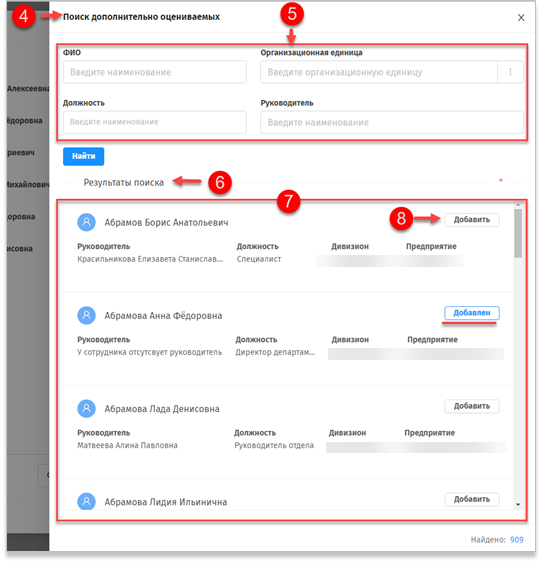 4
Поиск дополнительно оцениваемых
5
ФИО
Организационная единица
Введите наименование
Введите организационную единицу
Должность
Руководитель
Введите наименование
Введите наименование
Найти
Результаты поиска
6
*
7
Абрамов Борис Анатольевич
8
Добавить
Руководитель
Должность
Дивизион
Предприятие
Красильникова Елизавета Станислав...
Специалист
Абрамова Анна Фёдоровна
Добавлен
Руководитель
Должность
Дивизион
Предприятие
У сотрудника отсутсвует руководитель
Директор департам...
Абрамова Лада Денисовна
Добавить
Руководитель
Должность
Дивизион
Предприятие
Матвеева Алина Павловна
Руководитель отдела
Абрамова Лидия Ильинична
Добавить
Найдено: 909
Алексеевна
ёдоровна
риевич
Михайлович
доровна
исовна